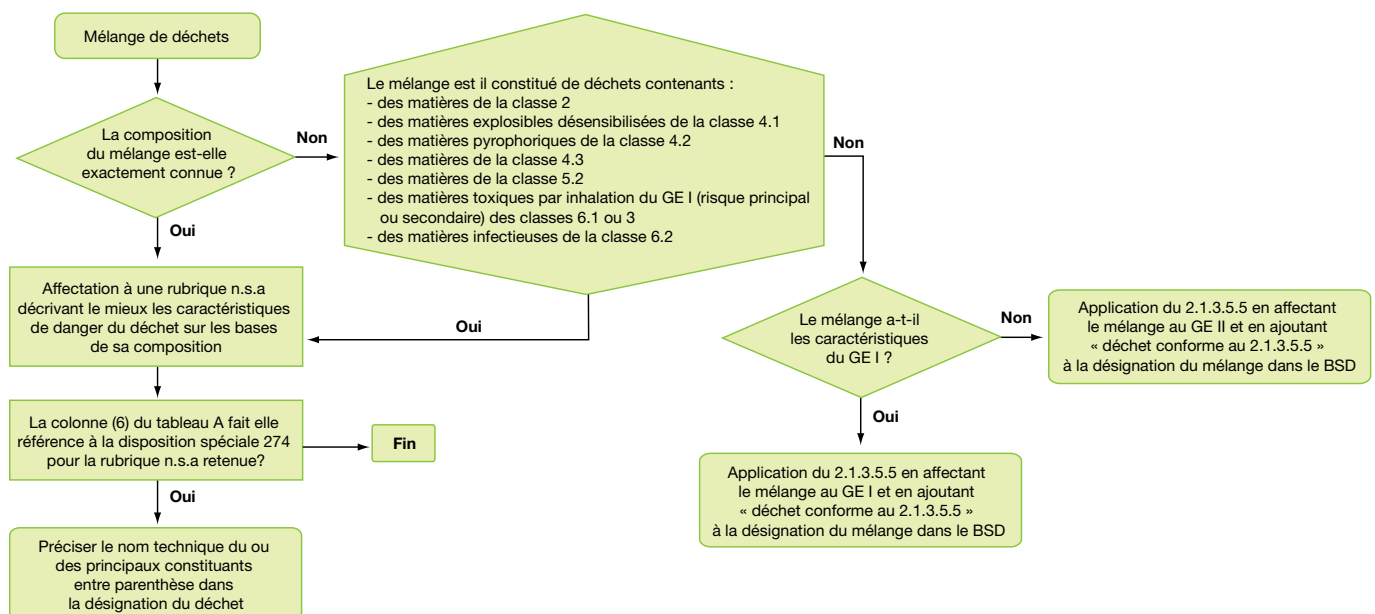 Mélange de déchets
La composition
du mélange est-elle
exactement connue ?
Non
Oui
Le mélange est il constitué de déchets contenants :
- des matières de la classe 2
- des matières explosibles désensibilisées de la classe 4.1
- des matières pyrophoriques de la classe 4.2
- des matières de la classe 4.3
- des matières de la classe 5.2
- des matières toxiques par inhalation du GE I (risque principal
ou secondaire) des classes 6.1 ou 3
- des matières infectieuses de la classe 6.2
Non
Oui
Affectation à une rubrique n.s.a
décrivant le mieux les caractéristiques
de danger du déchet sur les bases
de sa composition
La colonne (6) du tableau A fait elle
référence à la disposition spéciale 274
pour la rubrique n.s.a retenue?
Fin
Oui
Préciser le nom technique du ou
des principaux constituants
entre parenthèse dans
la désignation du déchet
Le mélange a-t-il
les caractéristiques
du GE I ?
Non
Application du 2.1.3.5.5 en affectant
le mélange au GE II et en ajoutant
« déchet conforme au 2.1.3.5.5 »
à la désignation du mélange dans le BSD
Oui
Application du 2.1.3.5.5 en affectant
le mélange au GE I et en ajoutant
« déchet conforme au 2.1.3.5.5 »
à la désignation du mélange dans le BSD